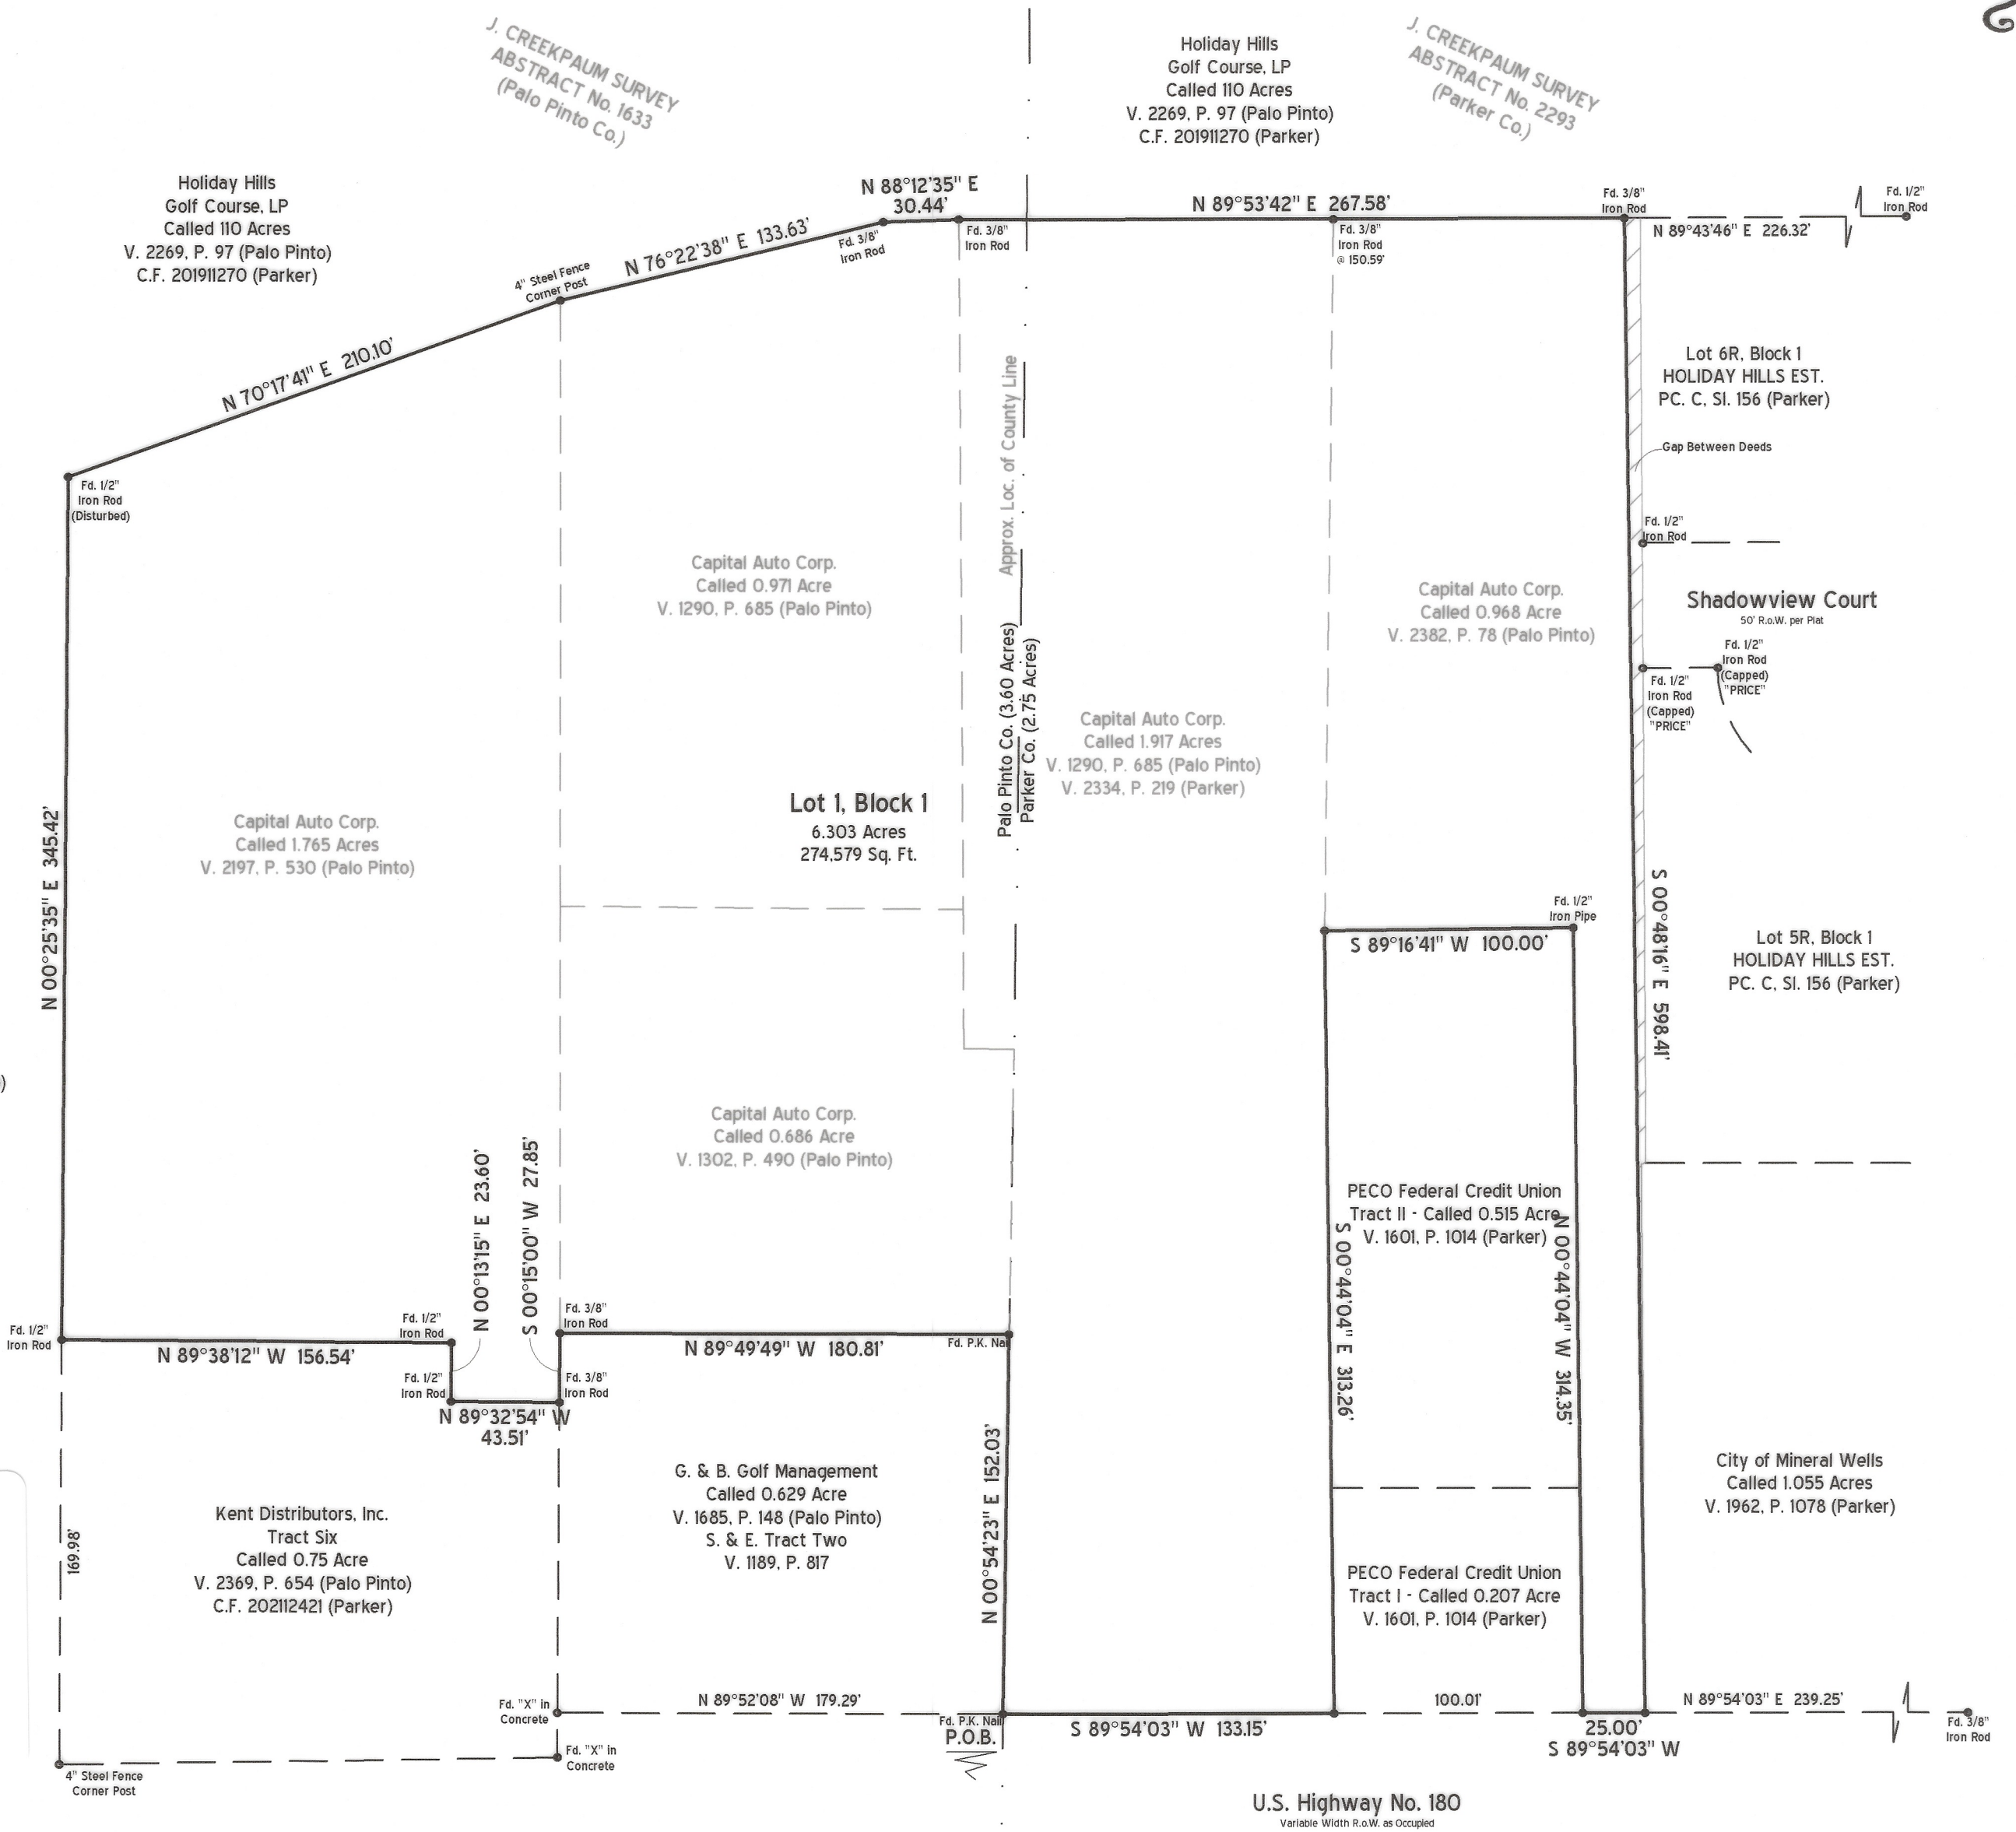 J. CREEKPAUM SURVEY
ABSTRACT No. 1633
(Palo Pinto Co.)
Holiday Hills
Golf Course, LP
Called 110 Acres
V. 2269, P. 97 (Palo Pinto)
C.F. 201911270 (Parker)
J. CREEKPAUM SURVEY
ABSTRACT No. 2293
(Parker Co.)
Holiday Hills
Golf Course, LP
Called 110 Acres
V. 2269, P. 97 (Palo Pinto)
C.F. 201911270 (Parker)
N 88°12'35" E
30.44'
N 89°53'42" E 267.58'
Fd. 3/8"
Iron Rod
Fd. 1/2"
Iron Rod
N 89°43'46" E 226.32'
N 76°22'38" E 133.63'
Fd. 3/8"
Iron Rod
Fd. 3/8"
Iron Rod
Fd. 3/8"
Iron Rod
@ 150.59'
4" Steel Fence
Corner Post
N 70°17'41" E 210.10'
Fd. 1/2"
Iron Rod
(Disturbed)
Approx. Loc. of County Line
Lot 6R, Block 1
HOLIDAY HILLS EST.
PC. C, Sl. 156 (Parker)
Gap Between Deeds
Fd. 1/2"
Iron Rod
Capital Auto Corp.
Called 0.971 Acre
V. 1290, P. 685 (Palo Pinto)
Capital Auto Corp.
Called 0.968 Acre
V. 2382, P. 78 (Palo Pinto)
Shadowview Court
50' R.o.W. per Plat
Fd. 1/2"
Iron Rod
(Capped)
"PRICE"
Fd. 1/2"
Iron Rod
(Capped)
"PRICE"
Palo Pinto Co. (3.60 Acres)
Parker Co. (2.75 Acres)
Capital Auto Corp.
Called 1.917 Acres
V. 1290, P. 685 (Palo Pinto)
V. 2334, P. 219 (Parker)
Lot 1, Block 1
6.303 Acres
274,579 Sq. Ft.
Capital Auto Corp.
Called 1.765 Acres
V. 2197, P. 530 (Palo Pinto)
N 00°25'35" E 345.42'
Fd. 1/2"
Iron Pipe
S 89°16'41" W 100.00'
S 00°48'16" E 598.41'
Lot 5R, Block 1
HOLIDAY HILLS EST.
PC. C, Sl. 156 (Parker)
)
Capital Auto Corp.
Called 0.686 Acre
V. 1302, P. 490 (Palo Pinto)
N 00°13'15" E 23.60'
S 00°15'00" W 27.85'
PECO Federal Credit Union
Tract II - Called 0.515 Acre
V. 1601, P. 1014 (Parker)
S 00°44'04" E 313.26'
N 00°44'04" W 314.35'
Fd. 1/2"
Iron Rod
Fd. 1/2"
Iron Rod
Fd. 3/8"
Iron Rod
N 89°38'12" W 156.54'
N 89°49'49" W 180.81'
Fd. P.K. Nail
Fd. 1/2"
Iron Rod
Fd. 3/8"
Iron Rod
N 89°32'54" W
43.51'
N 00°54'23" E 152.03'
G. & B. Golf Management
Called 0.629 Acre
V. 1685, P. 148 (Palo Pinto)
S. & E. Tract Two
V. 1189, P. 817
City of Mineral Wells
Called 1.055 Acres
V. 1962, P. 1078 (Parker)
Kent Distributors, Inc.
Tract Six
Called 0.75 Acre
V. 2369, P. 654 (Palo Pinto)
C.F. 202112421 (Parker)
169.98'
PECO Federal Credit Union
Tract I - Called 0.207 Acre
V. 1601, P. 1014 (Parker)
Fd. "X" in
Concrete
N 89°52'08" W 179.29'
Fd. P.K. Nail
P.O.B.
S 89°54'03" W 133.15'
100.01'
25.00'
S 89°54'03" W
N 89°54'03" E 239.25'
Fd. 3/8"
Iron Rod
Fd. "X" in
Concrete
4" Steel Fence
Corner Post
U.S. Highway No. 180
Variable Width R.o.W. as Occupied